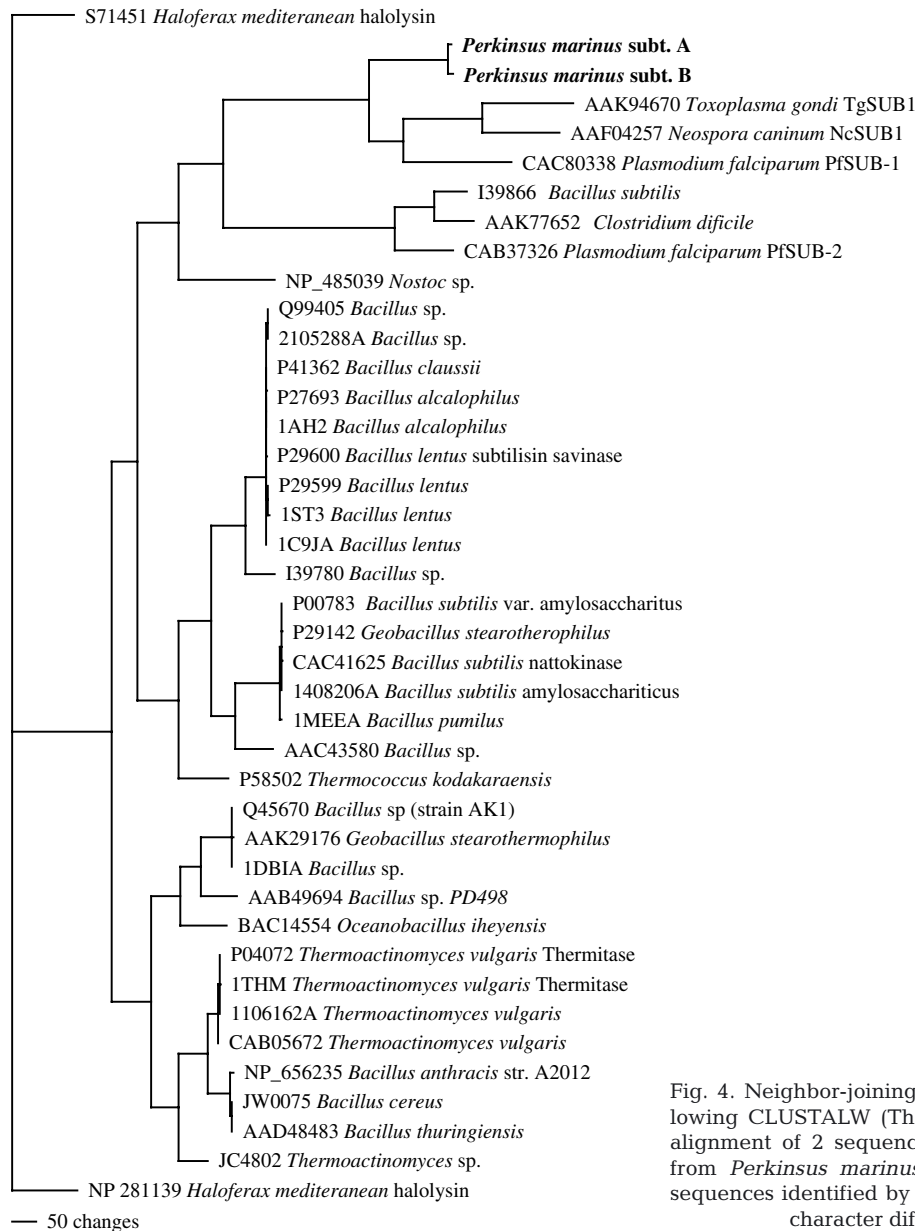 S71451 Haloferax mediteranean halolysin
Perkinsus marinus subt. A
Perkinsus marinus subt. B
AAK94670 Toxoplasma gondi TgSUB1
AAF04257 Neospora caninum NcSUB1
CAC80338 Plasmodium falciparum PfSUB-1
I39866 Bacillus subtilis
AAK77652 Clostridium dificile
CAB37326 Plasmodium falciparum PfSUB-2
NP_485039 Nostoc sp.
Q99405 Bacillus sp.
2105288A Bacillus sp.
P41362 Bacillus claussii
P27693 Bacillus alcalophilus
1AH2 Bacillus alcalophilus
P29600 Bacillus lentus subtilisin savinase
P29599 Bacillus lentus
1ST3 Bacillus lentus
1C9JA Bacillus lentus
I39780 Bacillus sp.
P00783 Bacillus subtilis var. amylosaccharitus
P29142 Geobacillus stearotherophilus
CAC41625 Bacillus subtilis nattokinase
1408206A Bacillus subtilis amylosacchariticus
1MEEA Bacillus pumilus
AAC43580 Bacillus sp.
P58502 Thermococcus kodakaraensis
Q45670 Bacillus sp (strain AK1)
AAK29176 Geobacillus stearothermophilus
1DBIA Bacillus sp.
AAB49694 Bacillus sp. PD498
BAC14554 Oceanobacillus iheyensis
P04072 Thermoactinomyces vulgaris Thermitase
1THM Thermoactinomyces vulgaris Thermitase
1106162A Thermoactinomyces vulgaris
CAB05672 Thermoactinomyces vulgaris
NP_656235 Bacillus anthracis str. A2012
JW0075 Bacillus cereus
AAD48483 Bacillus thuringiensis
JC4802 Thermoactinomyces sp.
NP 281139 Haloferax mediteranean halolysin
50 changes
Fig. 4. Neighbor-joining
lowing CLUSTALW (Th
alignment of 2 sequenc
from Perkinsus marinus
sequences identified by
character dif